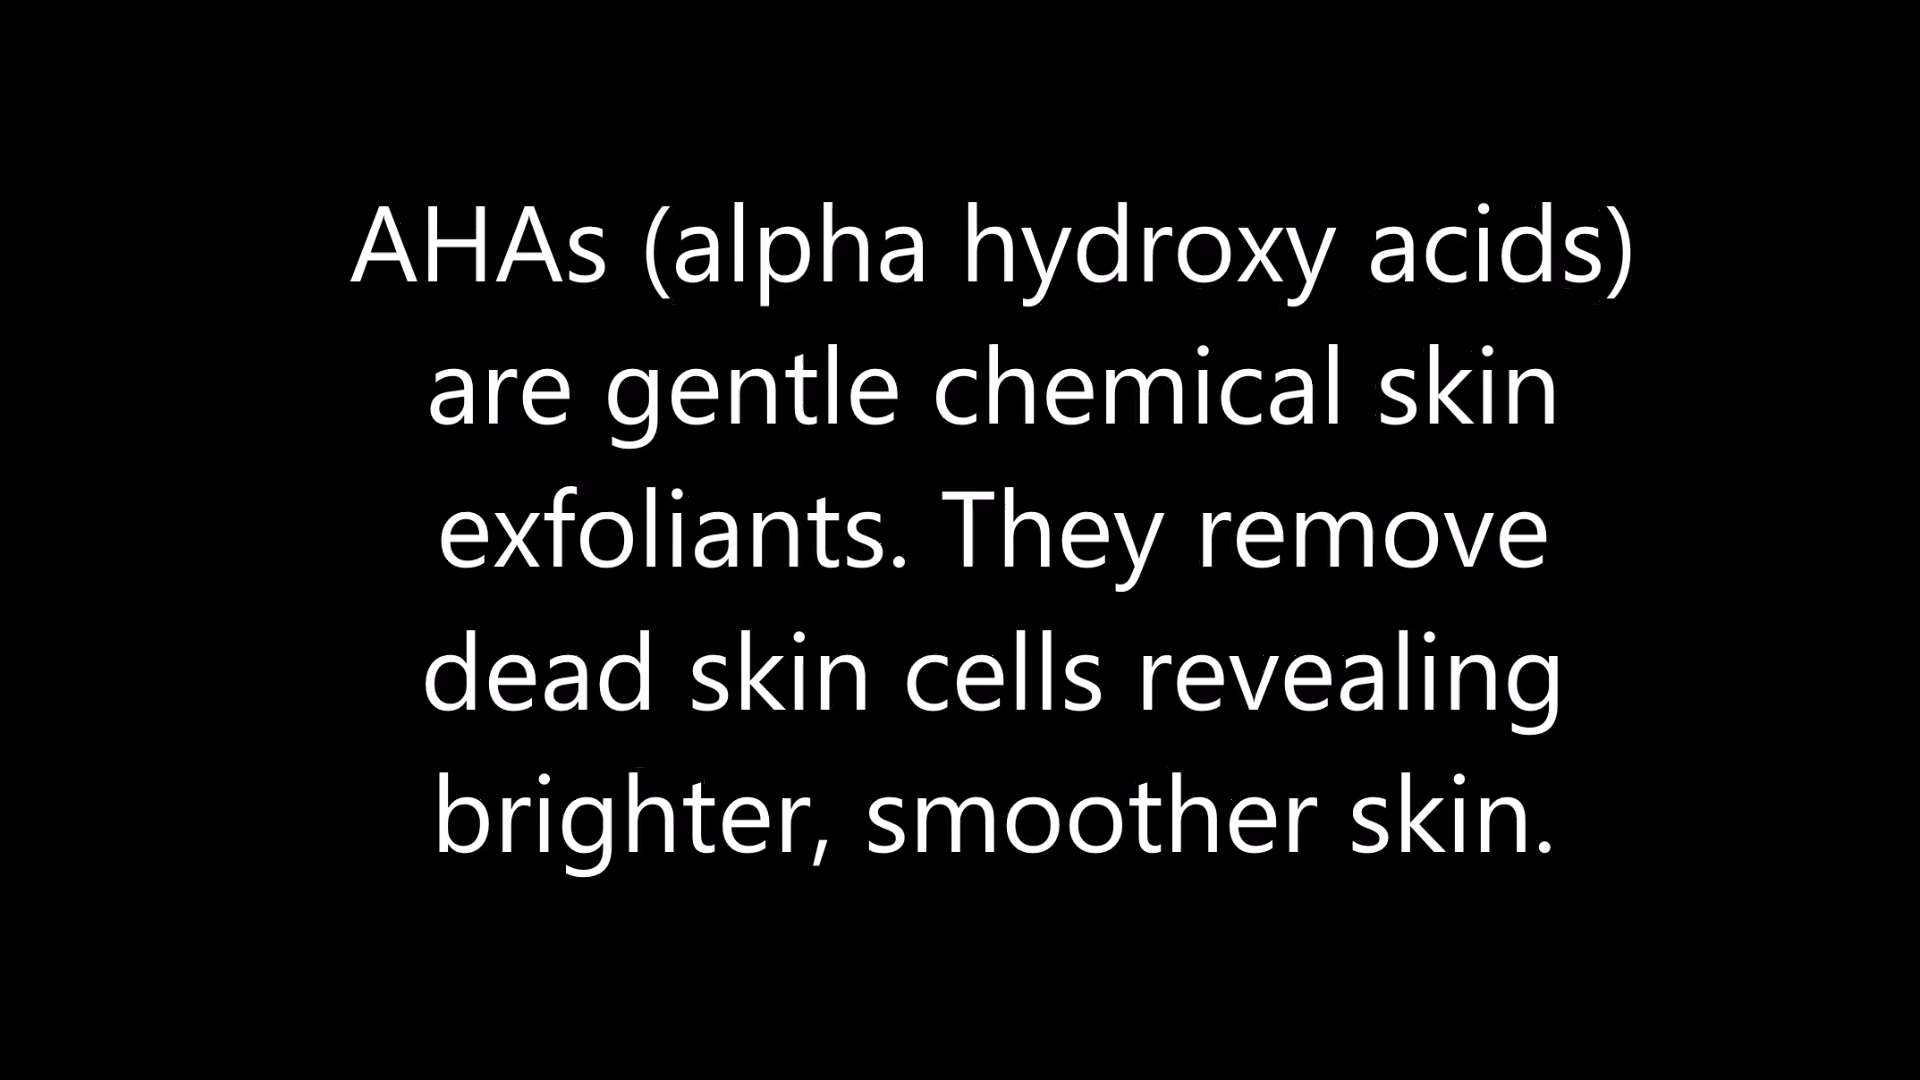 AHAs (alpha hydroxy acids)
are gentle chemical skin
exfoliants. They remove
dead skin cells revealing
brighter, smoother skin.